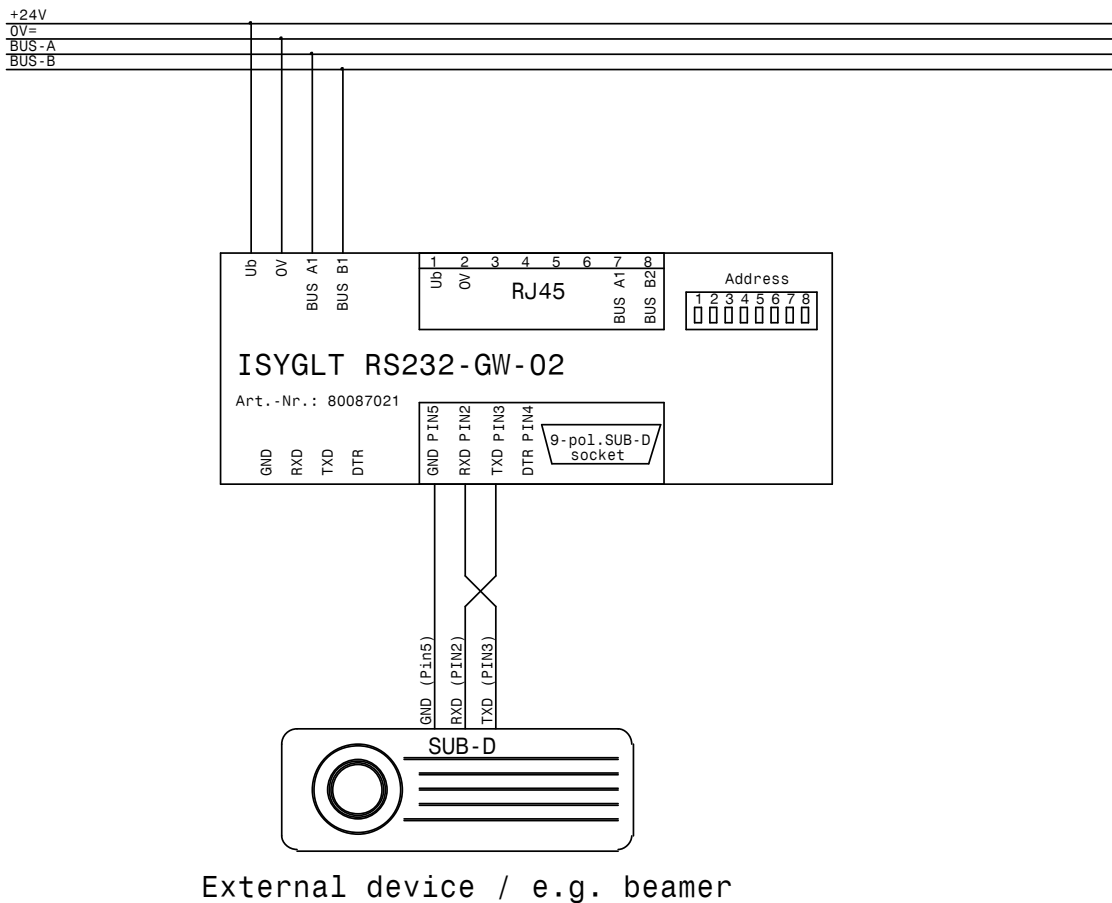 +24V
0V=
BUS-A
BUS-B
Ub
0V
BUS A1
BUS B1
1 2 3 4 5 6 7 8
Ub
0V
RJ45
BUS A1
BUS B2
Address
1 2 3 4 5 6 7 8
ISYGLT RS232-GW-02
Art.-Nr.: 80087021
GND
RXD
TXD
DTR
GND PIN5
RXD PIN2
TXD PIN3
DTR PIN4
9-pol.SUB-D
socket
GND (Pin5)
RXD (PIN2)
TXD (PIN3)
SUB-D
External device / e.g. beamer